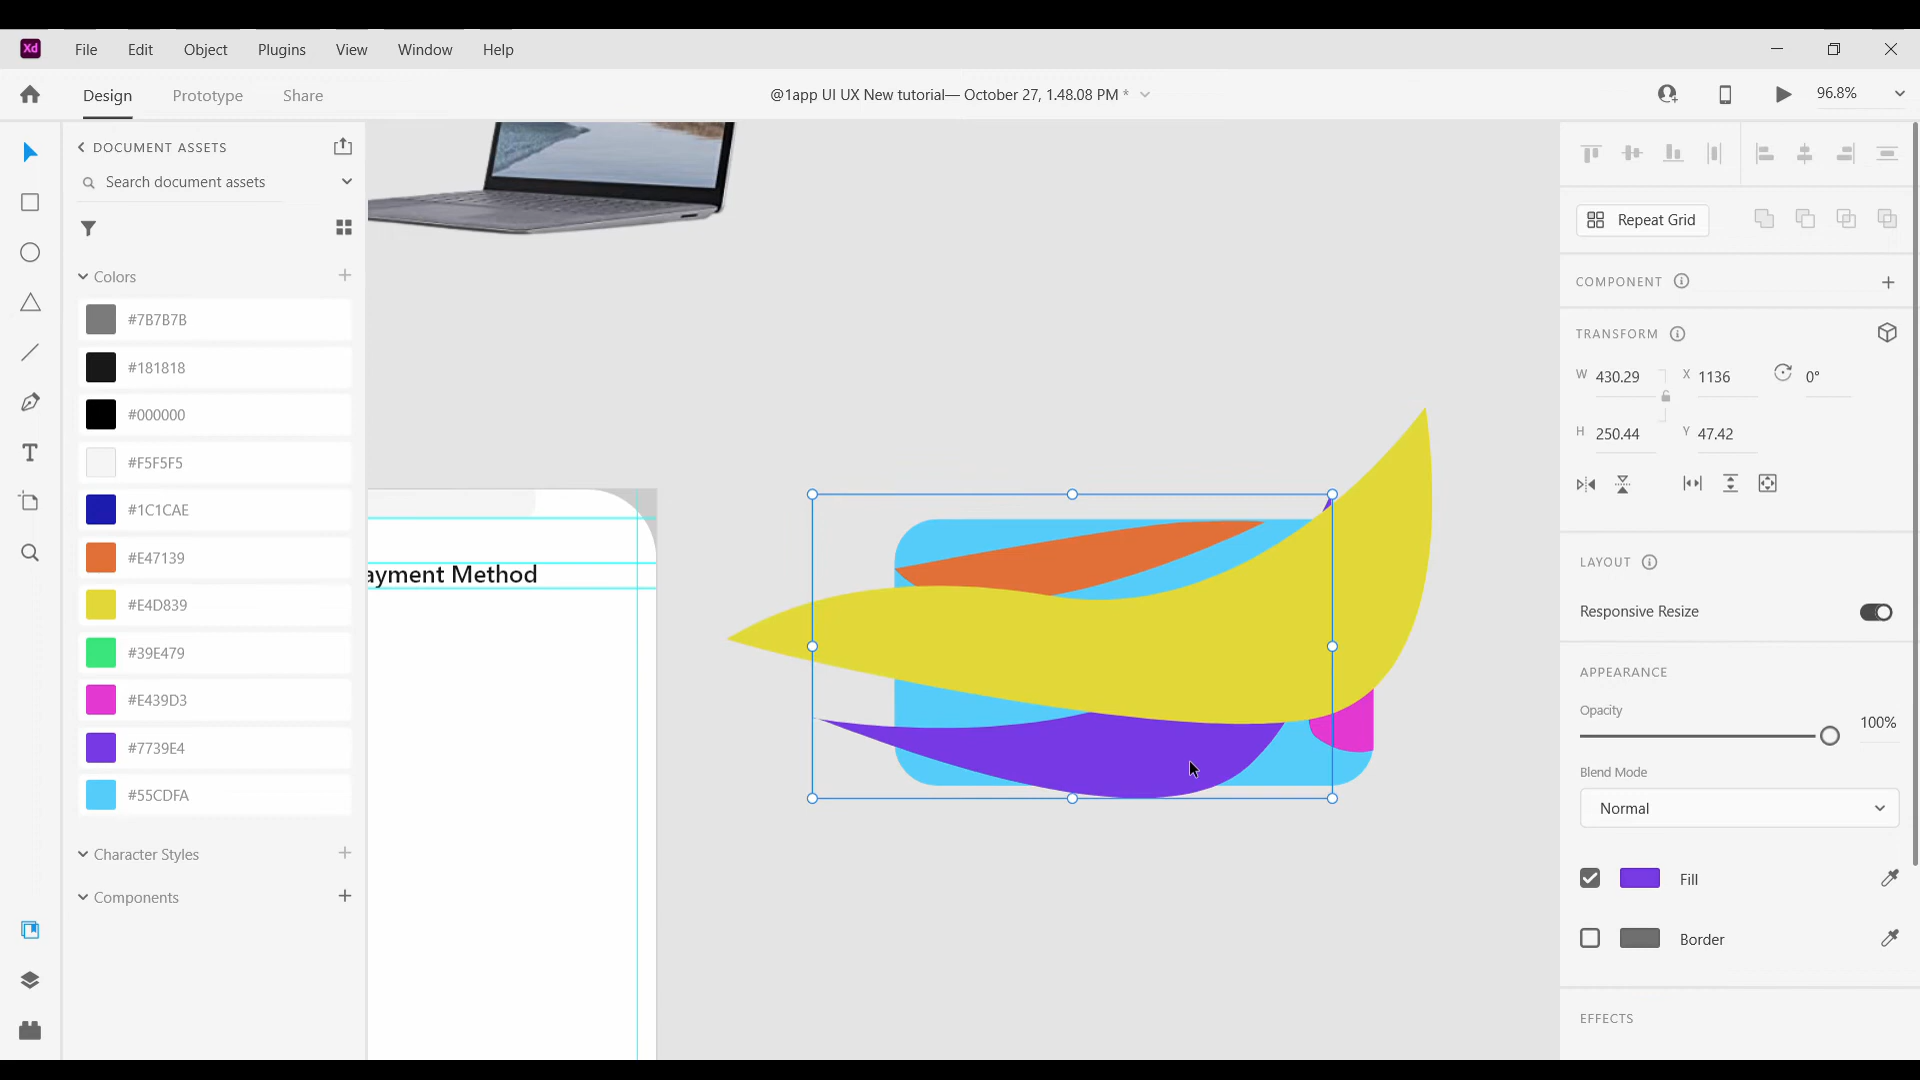 Xd File Edit Object Plugins View Window Help
Design Prototype Share @1app UI UX New tutorial— October 27, 1.48.08 PM * 96.8%
DOCUMENT ASSETS
Search document assets
Colors
#7B7B7B
#181818
#000000
#F5F5F5
#1C1CAE
#E47139
#E4D839
#39E479
#E439D3
#7739E4
#55CDFA
Character Styles
Components
ayment Method
Repeat Grid
COMPONENT
TRANSFORM
W 430.29 X 1136 0°
H 250.44 Y 47.42
LAYOUT
Responsive Resize
APPEARANCE
Opacity
100%
Blend Mode
Normal
Fill
Border
EFFECTS